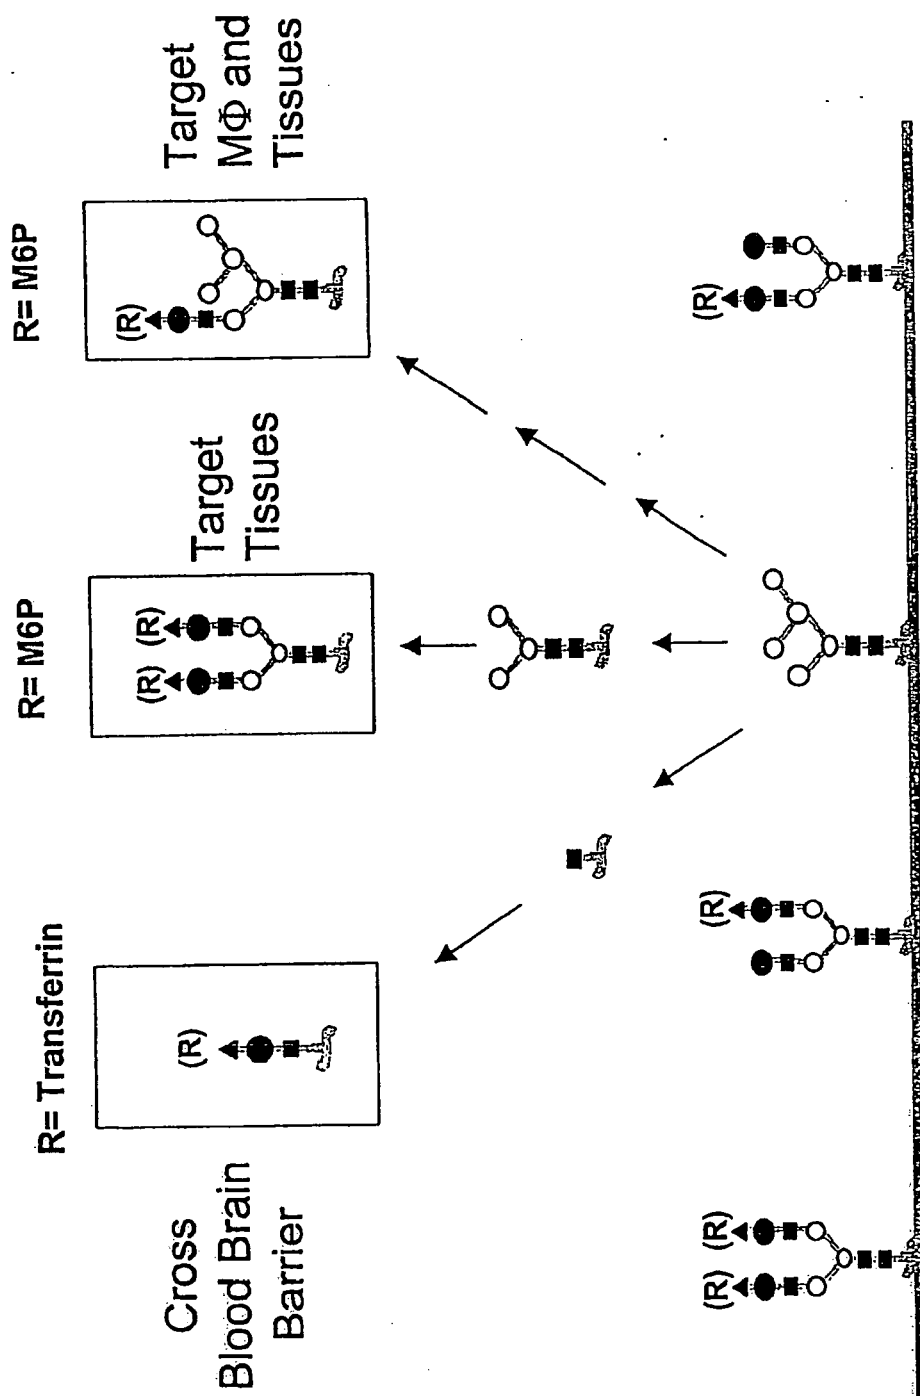 R= Transferrin
R= M6P
R= M6P
Cross
Blood Brain
Barrier
Target
Tissues
Target
MΦ and
Tissues
(R)
(R)
(R)
(R)
(R)
(R)
(R)
(R)